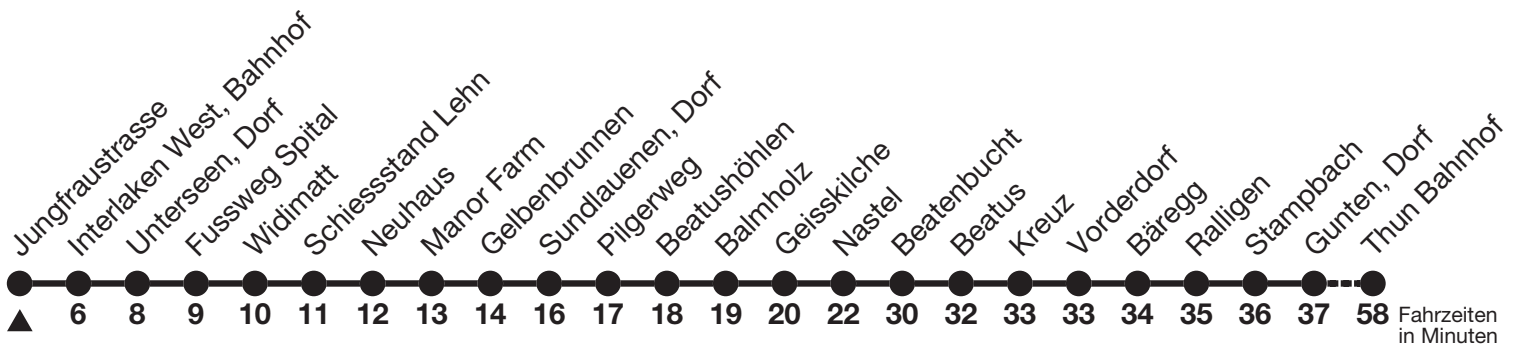 Jungfraustrasse
Interlaken West, Bahnhof
Unterseen, Dorf
Fussweg Spital
Widimatt
Schiessstand Lehn
Neuhaus
Manor Farm
Gelbenbrunnen
Sundlauenen, Dorf
Pilgerweg
Beatushöhlen
Balmholz
Geisskilche
Nastel
Beatenbucht
Beatus
Kreuz
Vorderdorf
Bäregg
Ralligen
Stampbach
Gunten, Dorf
Thun Bahnhof
6 8 9 10 11 12 13 14 16 17 18 19 20 22 30 32 33 33 34 35 36 37 58
Fahrzeiten
in Minuten